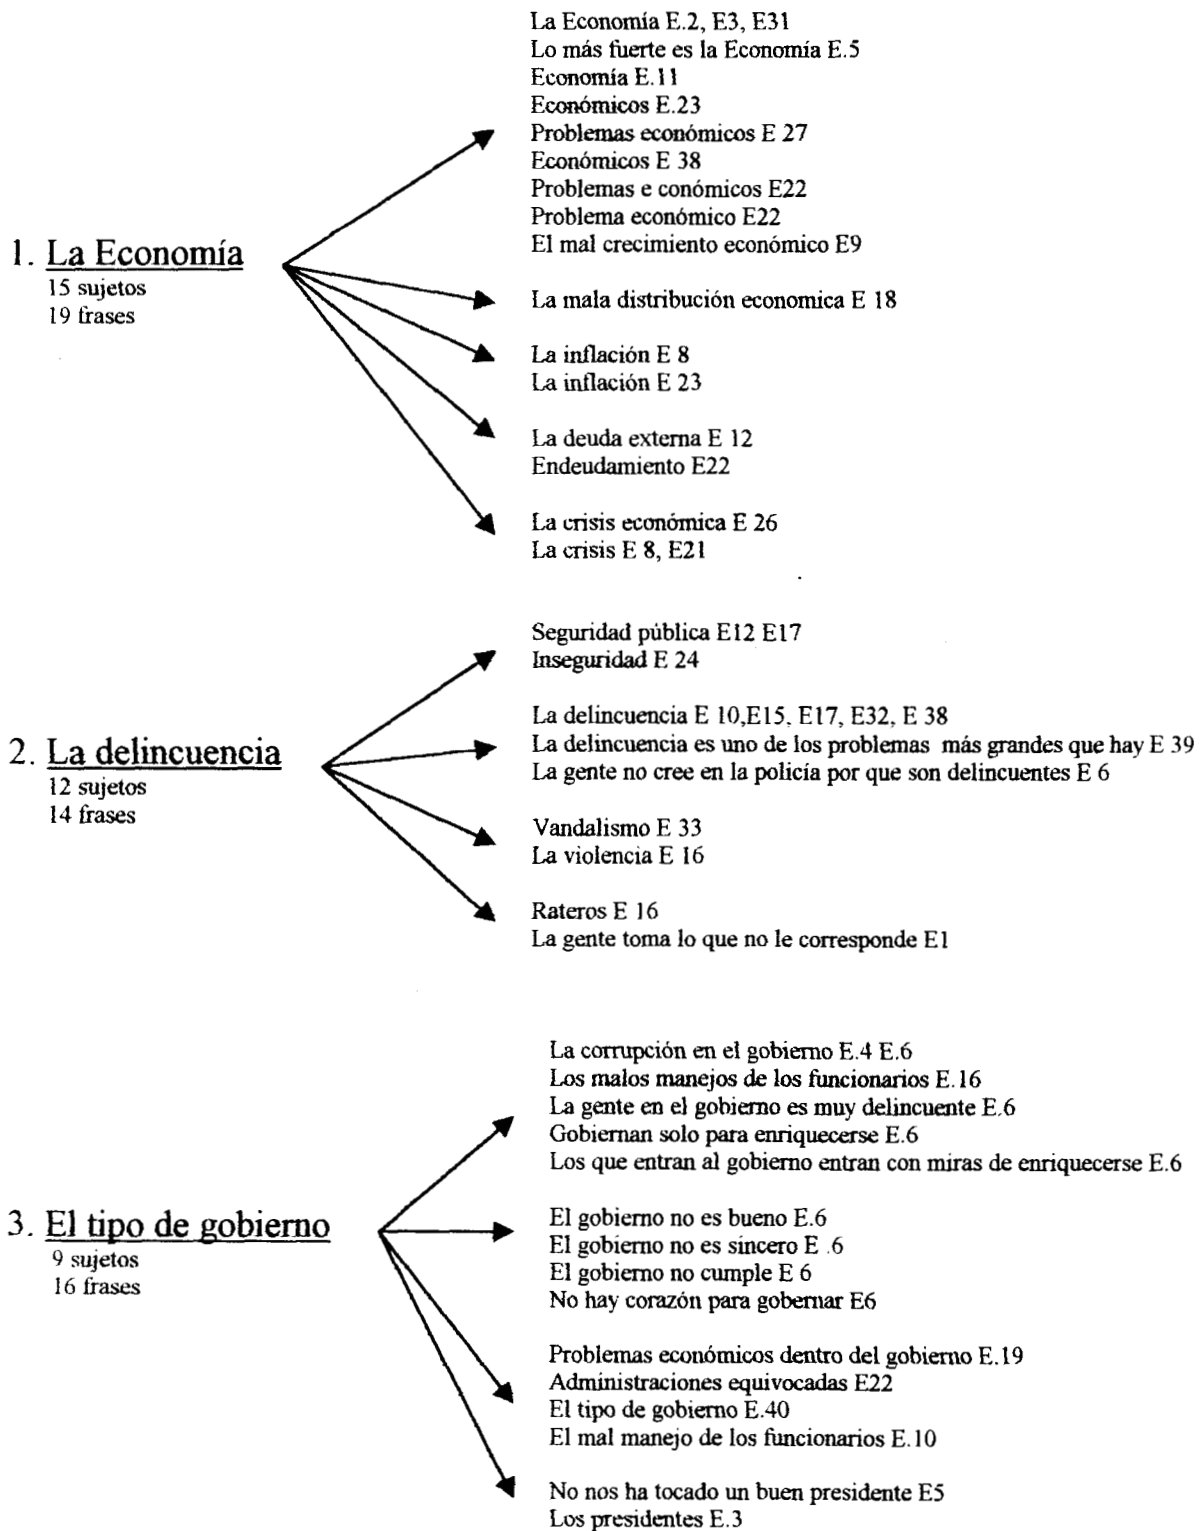 La Economía E.2, E3, E31
Lo más fuerte es la Economía E.5
Economía E.11
Económicos E.23
Problemas económicos E 27
Económicos E 38
Problemas e conómicos E22
Problema económico E22
El mal crecimiento económico E9
1. La Economía
15 sujetos
19 frases
La mala distribución economica E 18
La inflación E 8
La inflación E 23
La deuda externa E 12
Endeudamiento E22
La crisis económica E 26
La crisis E 8, E21
Seguridad pública E12 E17
Inseguridad E 24
2. La delincuencia
12 sujetos
14 frases
La delincuencia E 10,E15, E17, E32, E 38
La delincuencia es uno de los problemas más grandes que hay E 39
La gente no cree en la policía por que son delincuentes E 6
Vandalismo E 33
La violencia E 16
Rateros E 16
La gente toma lo que no le corresponde E1
La corrupción en el gobierno E.4 E.6
Los malos manejos de los funcionarios E.16
La gente en el gobierno es muy delincuente E.6
Gobiernan solo para enriquecerse E.6
Los que entran al gobierno entran con miras de enriquecerse E.6
3. El tipo de gobierno
9 sujetos
16 frases
El gobierno no es bueno E.6
El gobierno no es sincero E .6
El gobierno no cumple E 6
No hay corazón para gobernar E6
Problemas económicos dentro del gobierno E.19
Administraciones equivocadas E22
El tipo de gobierno E.40
El mal manejo de los funcionarios E.10
No nos ha tocado un buen presidente E5
Los presidentes E.3